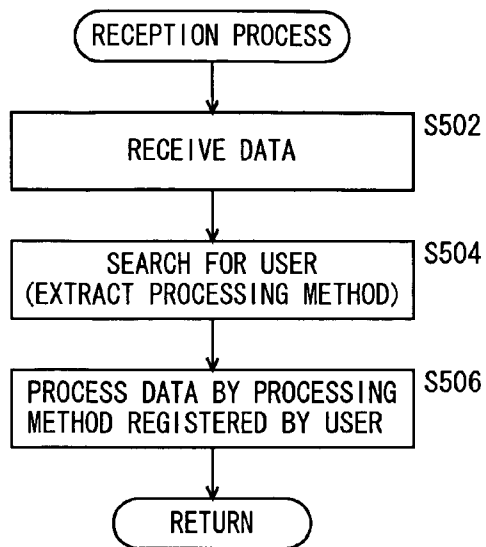 RECEPTION PROCESS
S502
RECEIVE DATA
S504
SEARCH FOR USER
(EXTRACT PROCESSING METHOD)
S506
PROCESS DATA BY PROCESSING
METHOD REGISTERED BY USER
RETURN